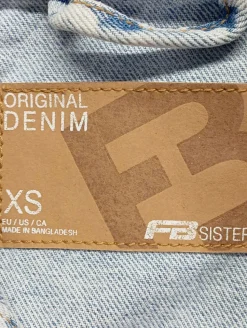 ORIGINAL
DENIM
XS
EU / US / CA
MADE IN BANGLADESH
FB SISTER